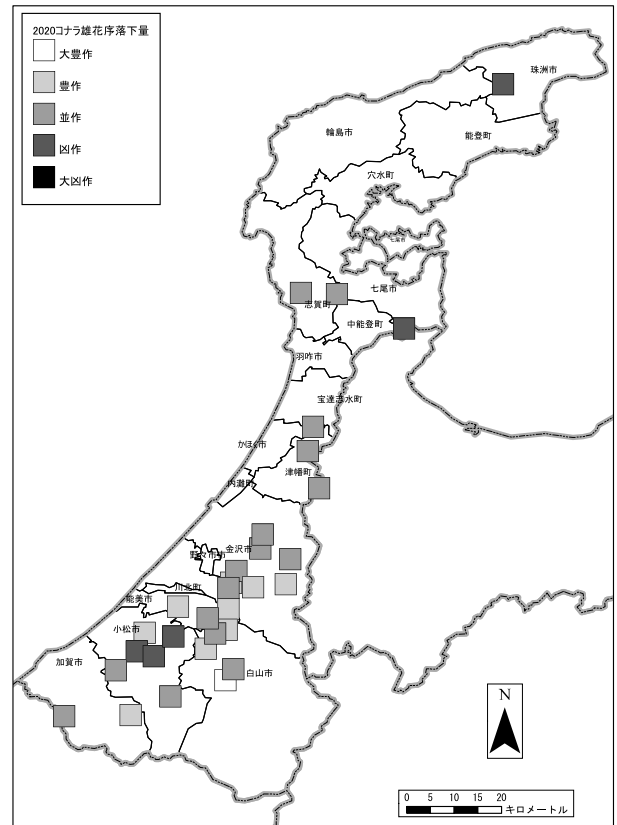 2020コナラ雄花序落下量
大豊作
豊作
並作
凶作
大凶作
珠洲市
輪島市
能登町
穴水町
七尾市
七尾市
志賀町
中能登町
羽咋市
宝達志水町
かほく市
津幡町
内灘町
金沢市
野々市市
川北町
能美市
小松市
加賀市
白山市
N
0 5 10 15 20
キロメートル